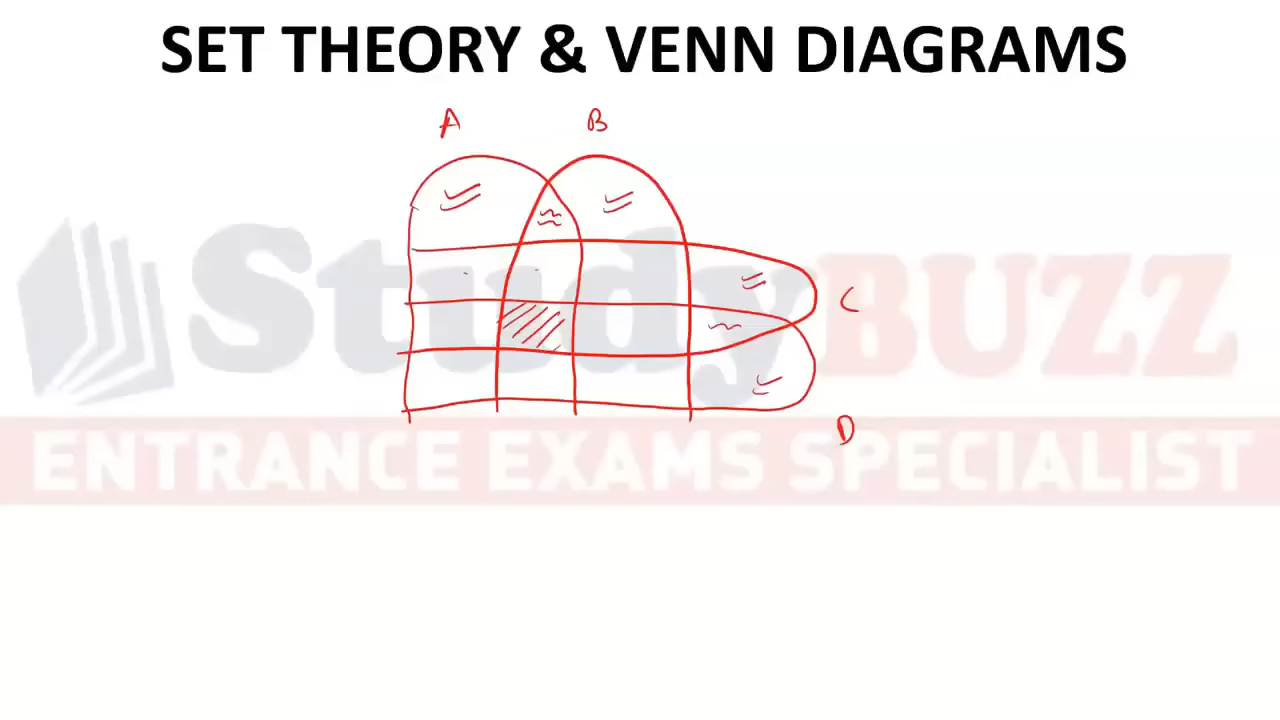 SET THEORY & VENN DIAGRAMS
A B
StudyBUZZ
C
D
ENTRANCE EXAMS SPECIALIST